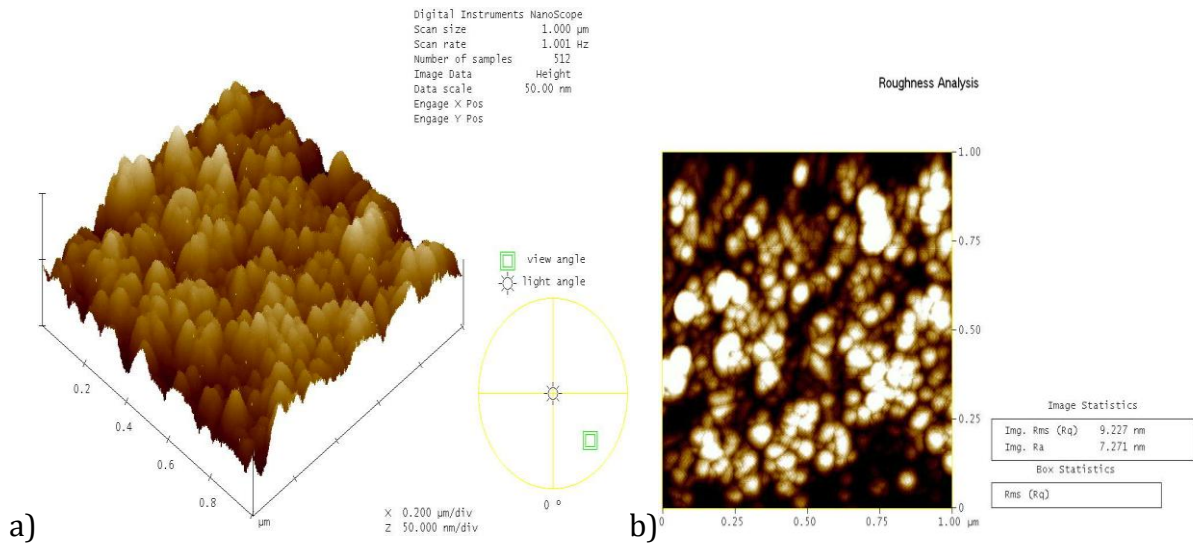 Digital Instruments NanoScope
Scan size 1.000 µm
Scan rate 1.001 Hz
Number of samples 512
Image Data Height
Data scale 50.00 nm
Engage X Pos
Engage Y Pos
view angle
light angle
0.2
0.4
0.6
0.8
µm
X 0.200 µm/div
Z 50.000 nm/div
0 °
a)
Roughness Analysis
1.00
0.75
0.50
0.25
0
0 0.25 0.50 0.75 1.00 µm
b)
Image Statistics
Img. Rms (Rq) 9.227 nm
Img. Ra 7.271 nm
Box Statistics
Rms (Rq)